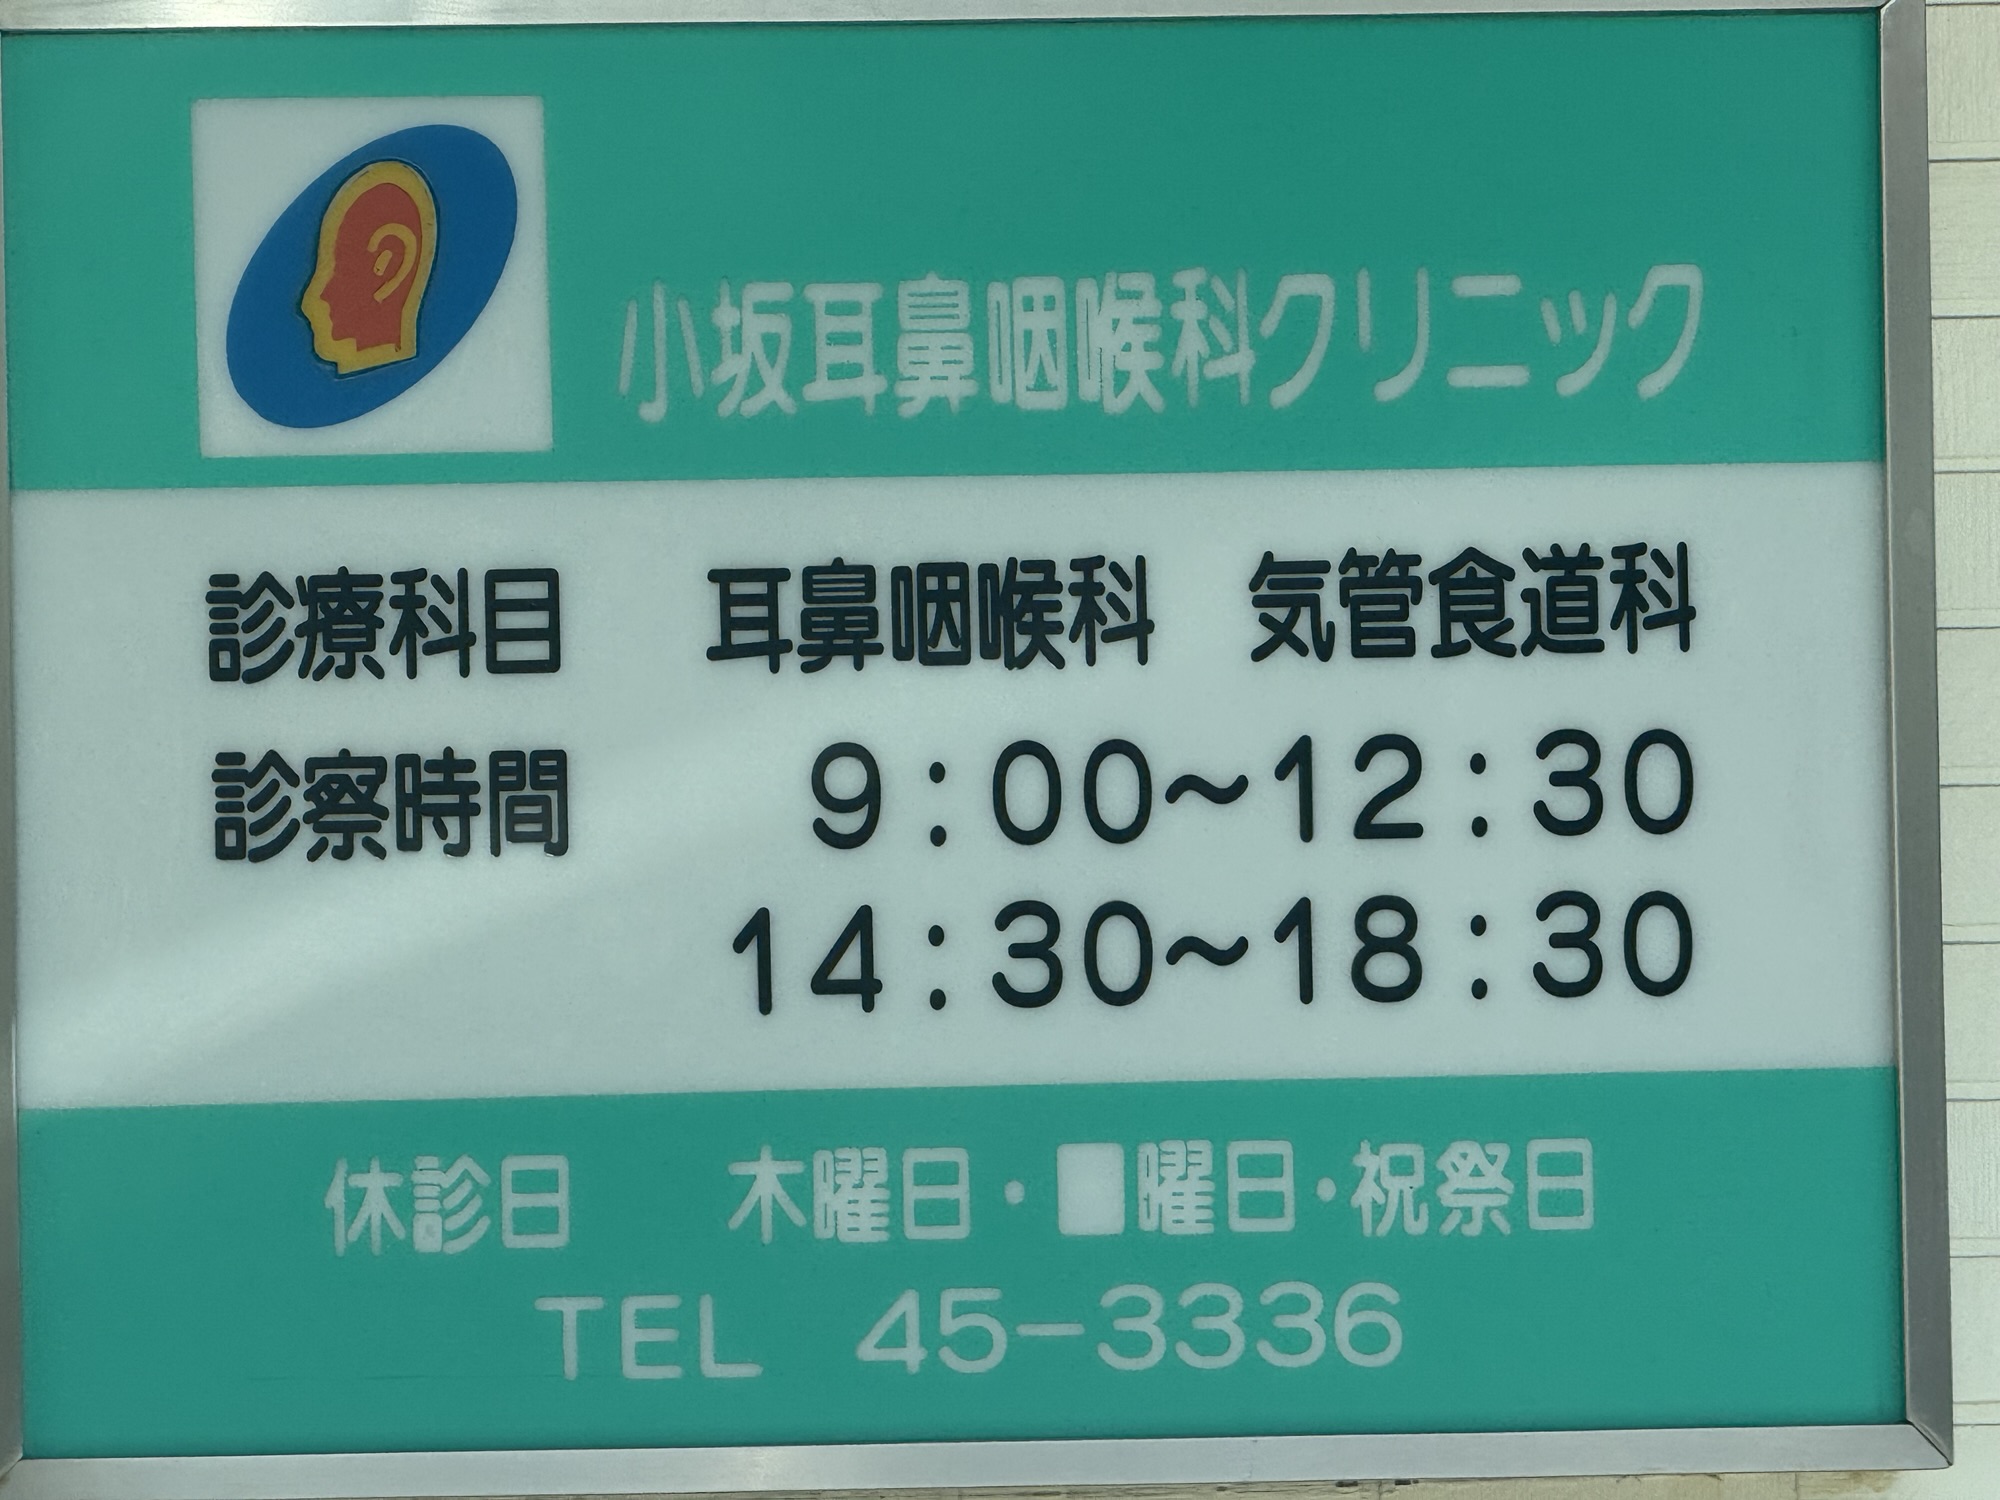 小坂耳鼻咽喉科クリニック
診療科目 耳鼻咽喉科 気管食道科
診察時間 9:00~12:30
14:30~18:30
休診日 木曜日・■曜日・祝祭日
TEL 45-3336